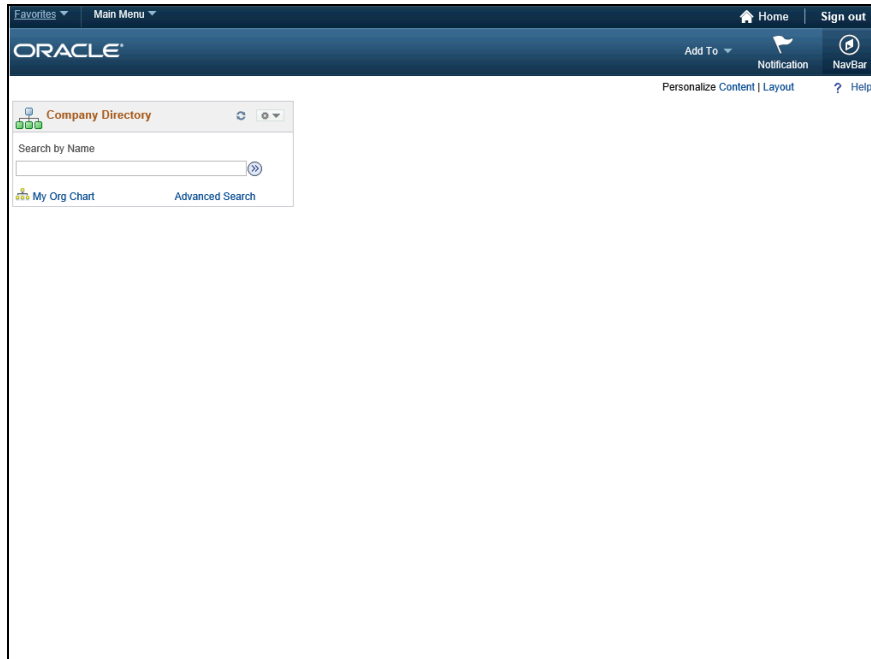 Favorites Main Menu Home Sign out
ORACLE Add To
Notification NavBar
Personalize Content | Layout ? Help
Company Directory
Search by Name
My Org Chart Advanced Search